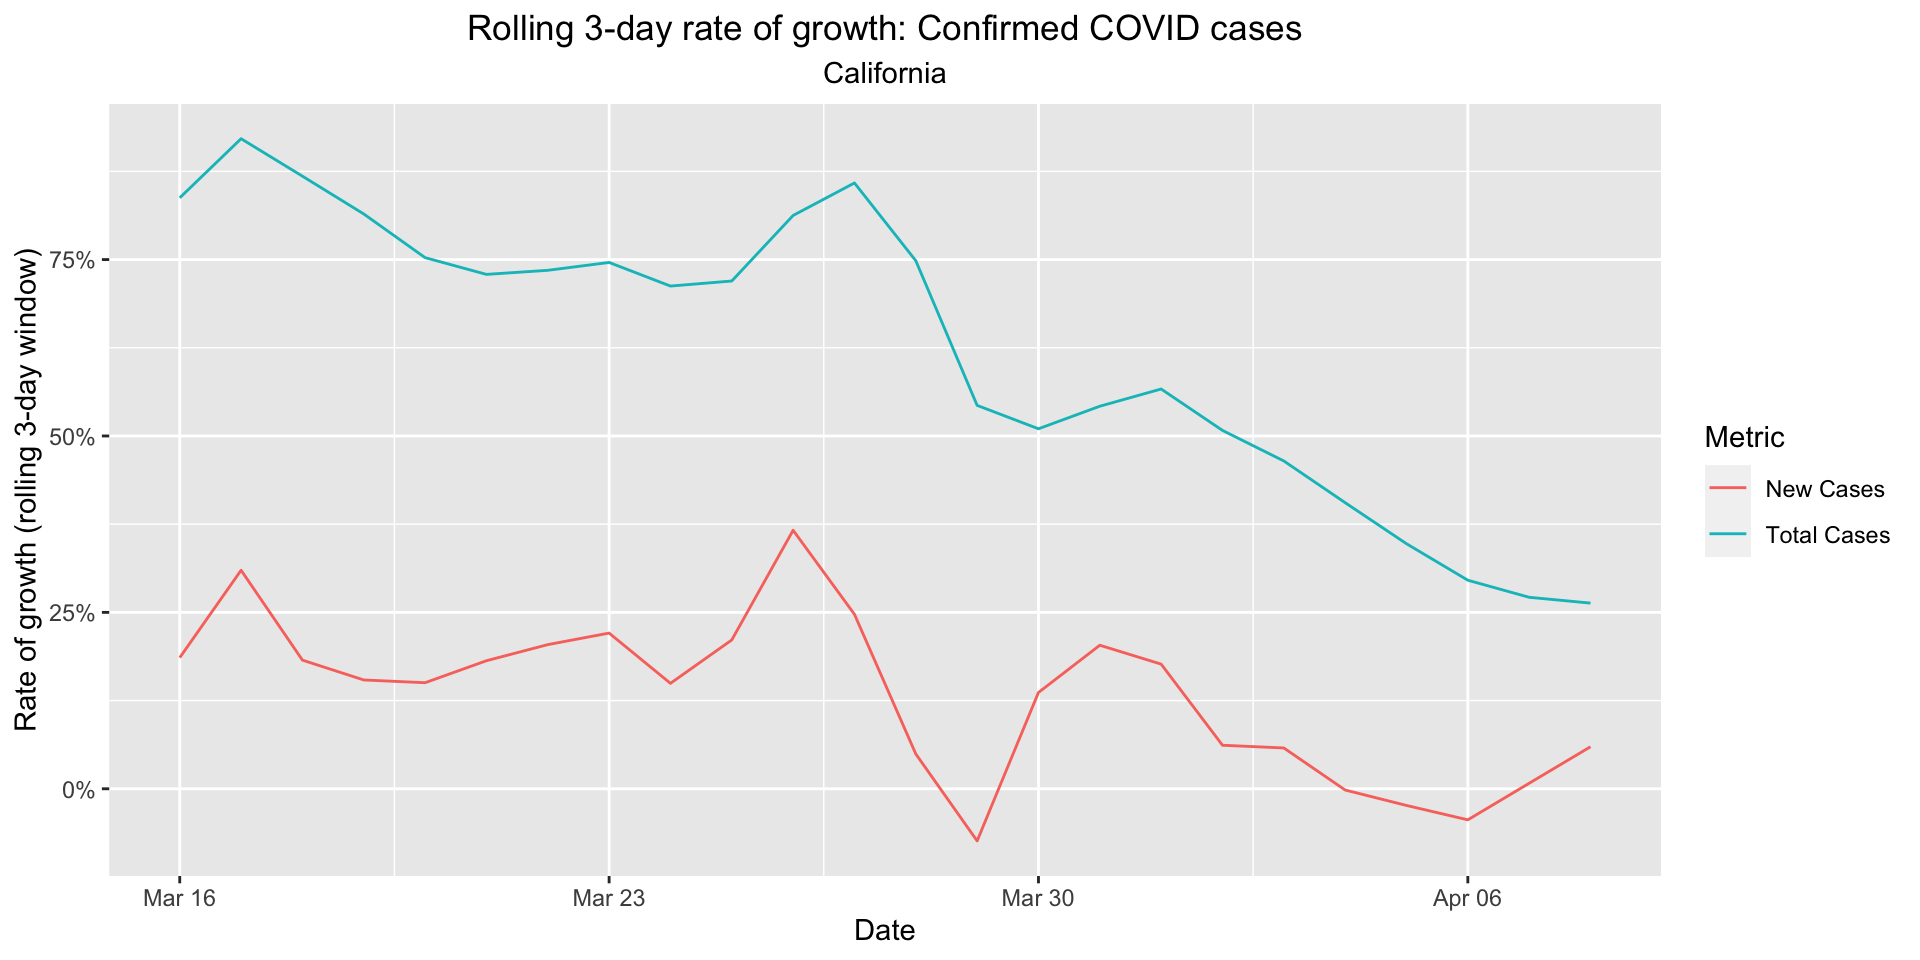 Rolling 3-day rate of growth: Confirmed COVID cases
California
Rate of growth (rolling 3-day window)
75%
50%
25%
0%
Mar 16
Mar 23
Mar 30
Apr 06
Date
Metric
New Cases
Total Cases